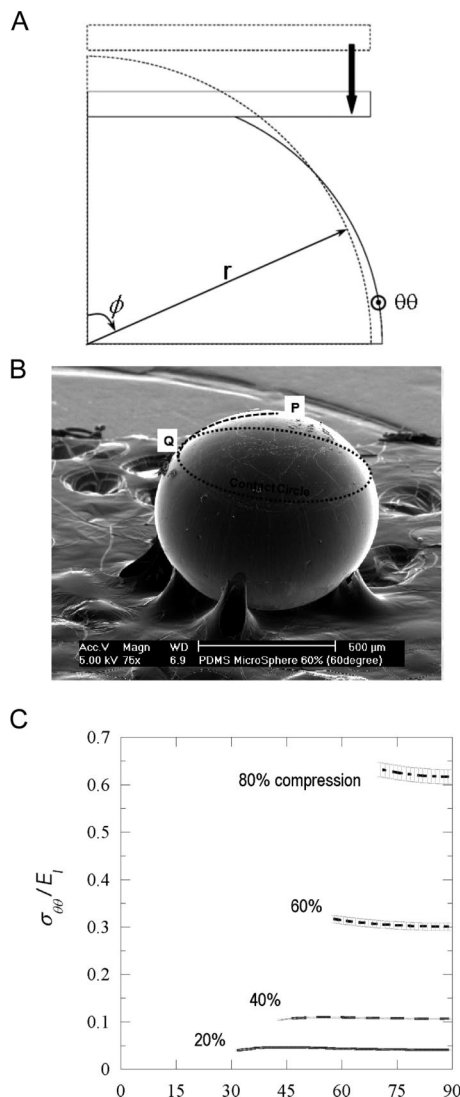 A
r
ϕ
θθ
B
P
Q
Contact Circle
Acc.V Magn WD 500 µm
5.00 kV 75x 6.9 PDMS MicroSphere 60% (60degree)
C
0.7
80% compression
0.6
0.5
σθθ / El
0.4
60%
0.3
0.2
40%
0.1
20%
0
0 15 30 45 60 75 90